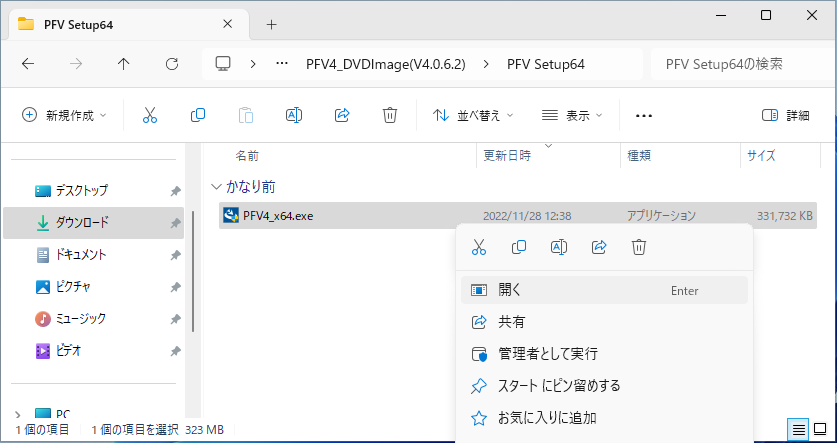 PFV Setup64
PFV4_DVDImage(V4.0.6.2) PFV Setup64 PFV Setup64の検索
新規作成 並べ替え 表示 詳細
名前 更新日時 種類 サイズ
デスクトップ
ダウンロード
ドキュメント
ピクチャ
ミュージック
ビデオ
PC
かなり前
PFV4_x64.exe 2022/11/28 12:38 アプリケーション 331,732 KB
開く Enter
共有
管理者として実行
スタート にピン留めする
お気に入りに追加
1 個の項目 1 個の項目を選択 323 MB